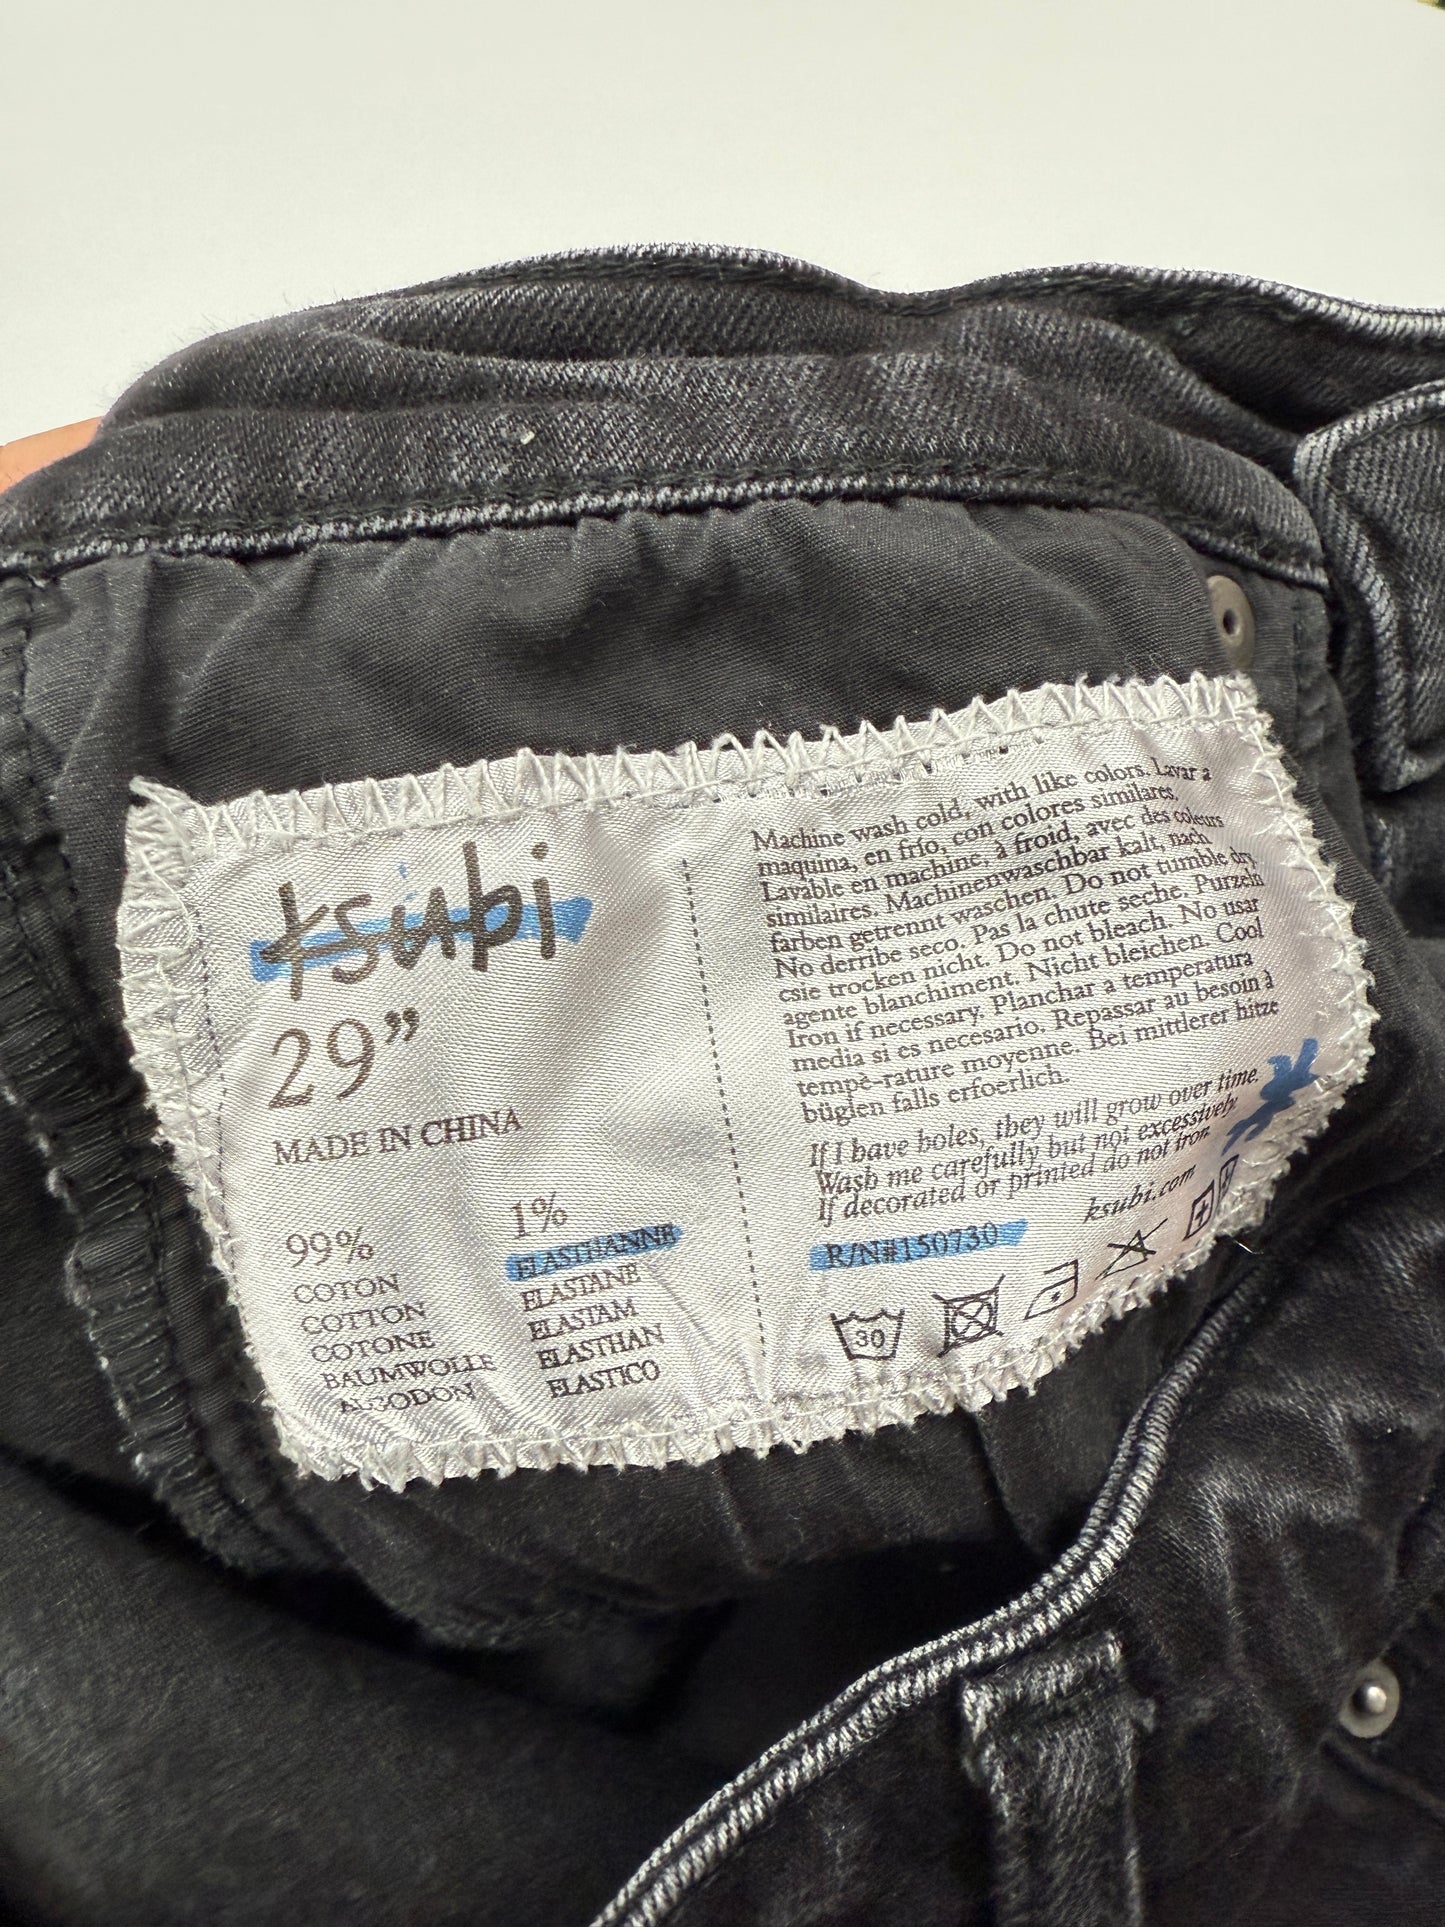 ksubi
29”
MADE IN CHINA
99%
COTON
COTTON
COTONE
BAUMWOLLE
ALGODON
1%
ELASTHANNE
ELASTANE
ELASTAM
ELASTHAN
ELASTICO
Machine wash cold, with like colors. Lavar a
maquina, en frío, con colores similares.
Lavable en machine, à froid, avec des coleurs
similaires. Machinenwaschbar kalt, nach
farben getrennt waschen. Do not tumble dry.
No derribe seco. Pas la chute seche. Purzeln
csie trocken nicht. Do not bleach. No usar
agente blanchiment. Nicht bleichen. Cool
Iron if necessary. Planchar a temperatura
media si es necesario. Repassar au besoin à
tempé-rature moyenne. Bei mittlerer hitze
büglen falls erfoerlich.
If I have holes, they will grow over time.
Wash me carefully but not excessively.
If decorated or printed do not iron.
ksubi.com
R/N#150730
30